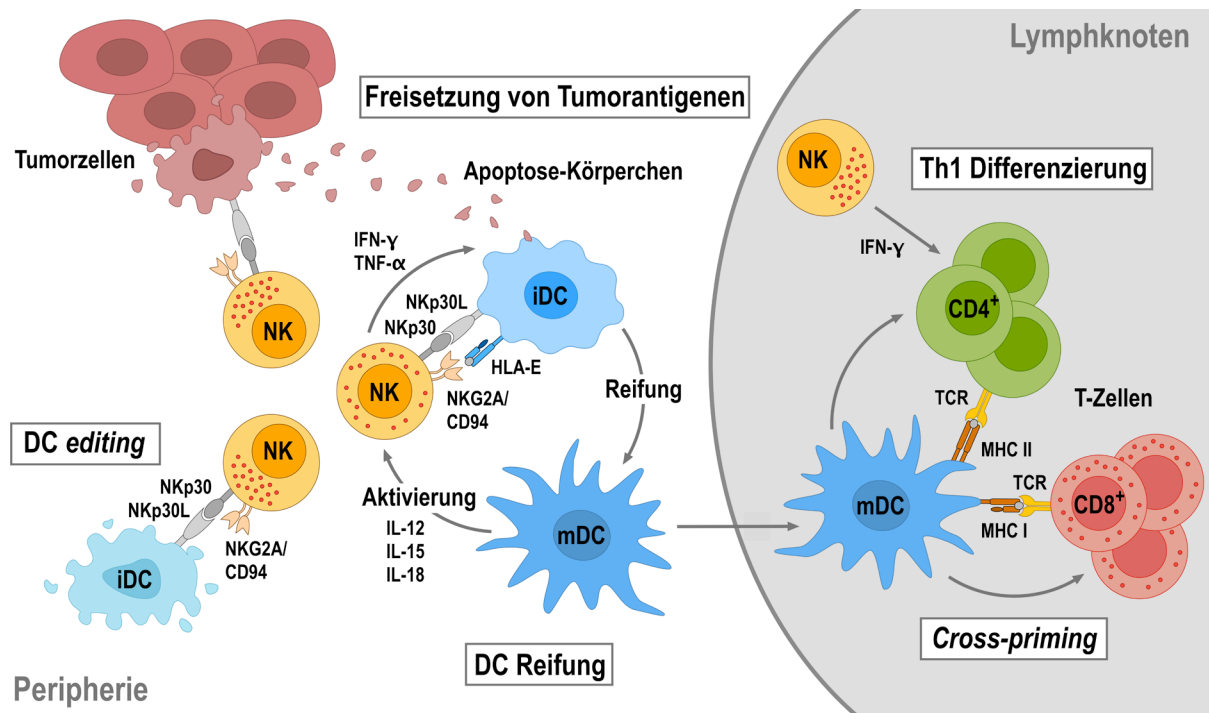 Lymphknoten
Freisetzung von Tumorantigenen
Tumorzellen
Apoptose-Körperchen
NK
Th1 Differenzierung
IFN-γ
TNF-α
IFN-γ
NK
NKp30L
NKp30
iDC
HLA-E
CD4+
NK
NKG2A/
CD94
Reifung
TCR
T-Zellen
MHC II
DC editing
NK
NKp30
NKp30L
NKG2A/
CD94
iDC
Aktivierung
IL-12
IL-15
IL-18
mDC
mDC
TCR
MHC I
CD8+
DC Reifung
Cross-priming
Peripherie